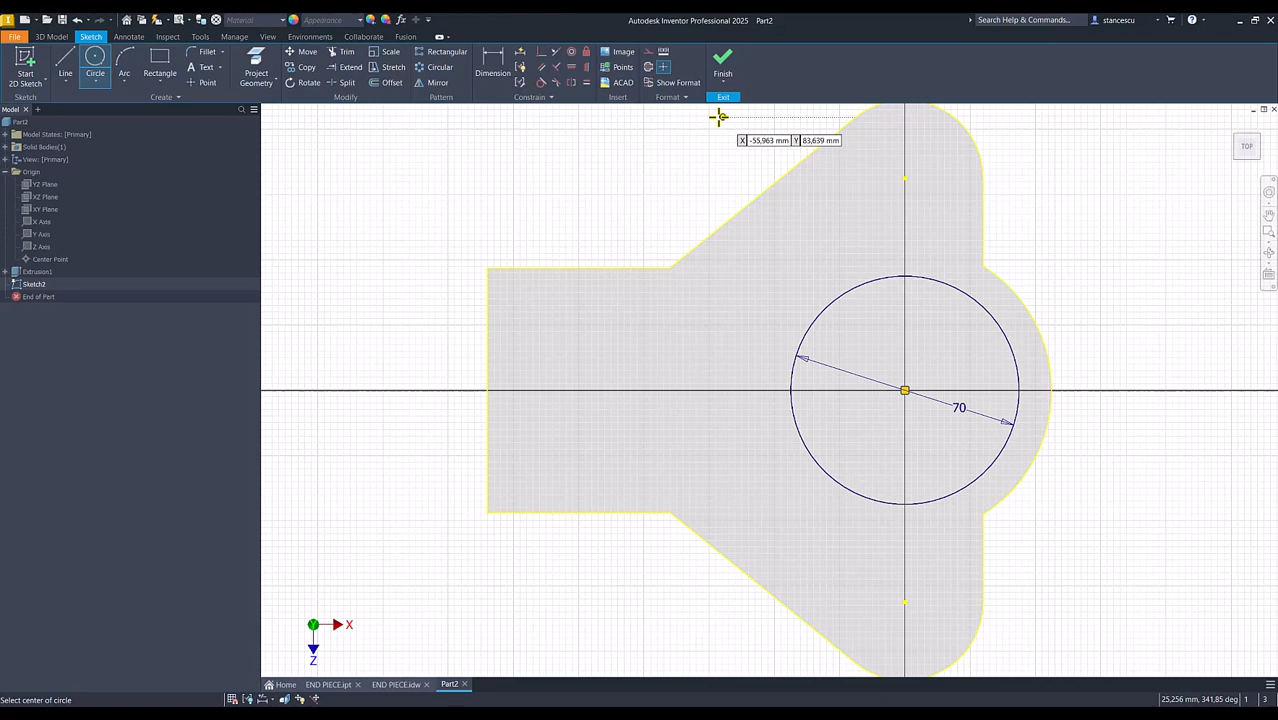 Material Appearance Autodesk Inventor Professional 2025 Part2 Search Help & Commands... stancescu
File 3D Model Sketch Annotate Inspect Tools Manage View Environments Collaborate Fusion
Start 2D Sketch Line Circle Arc Rectangle Fillet Text Point Project Geometry Move Copy Rotate Trim Extend Split Scale Stretch Offset Rectangular Circular Mirror Dimension Image Points ACAD Show Format Finish
Sketch Create Modify Pattern Constrain Insert Format Exit
Model
Part2
Model States: [Primary]
Solid Bodies(1)
View: [Primary]
Origin
YZ Plane
XZ Plane
XY Plane
X Axis
Y Axis
Z Axis
Center Point
Extrusion1
Sketch2
End of Part
X -55,963 mm Y 83,639 mm
TOP
70
Y X
Z
Home END PIECE.ipt END PIECE.idw Part2
Select center of circle 25,256 mm, 341,85 deg 1 3